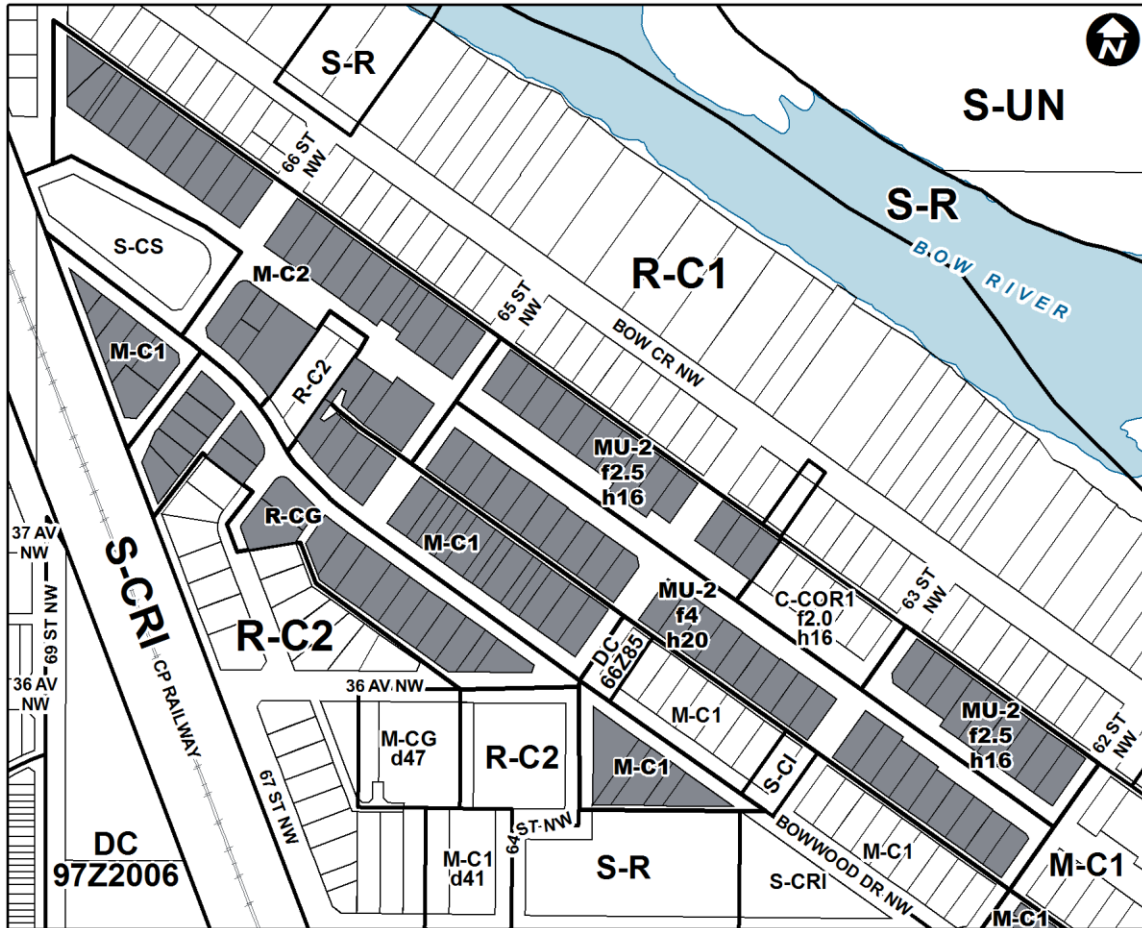 N
S-R
S-UN
66 ST
NW
S-R
BOW RIVER
S-CS
M-C2
R-C1
65 ST
NW
BOW CR NW
M-C1
R-C2
MU-2
f2.5
h16
R-CG
M-C1
37 AV
NW
69 ST NW
S-CRI
CP RAILWAY
MU-2
f4
h20
C-COR1
f2.0
h16
63 ST
NW
R-C2
DC
66Z85
36 AV
NW
36 AV NW
M-C1
MU-2
f2.5
h16
62 ST
NW
M-CG
d47
R-C2
M-C1
S-CI
67 ST NW
64 ST NW
BOWWOOD DR NW
DC
97Z2006
M-C1
d41
S-R
S-CRI
M-C1
M-C1
M-C1